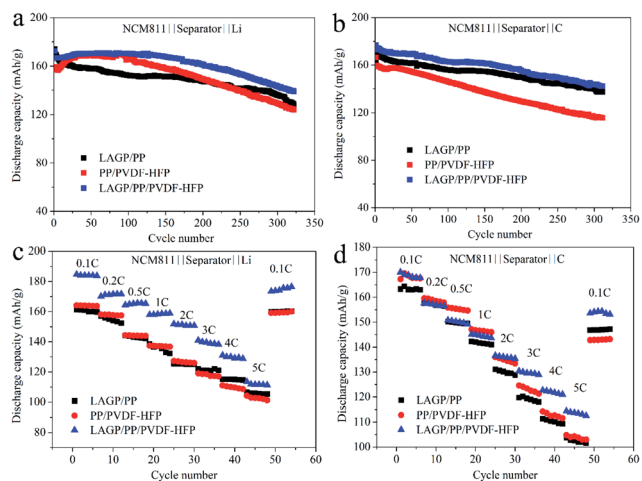 a
NCM811||Separator||Li
Discharge capacity (mAh/g)
200
160
120
80
40
LAGP/PP
PP/PVDF-HFP
LAGP/PP/PVDF-HFP
0 50 100 150 200 250 300 350
Cycle number
b
NCM811||Separator||C
Discharge capacity (mAh/g)
200
160
120
80
40
LAGP/PP
PP/PVDF-HFP
LAGP/PP/PVDF-HFP
0 50 100 150 200 250 300 350
Cycle number
c
NCM811||Separator||Li
Discharge capacity (mAh/g)
200
180
160
140
120
100
80
0.1C
0.2C
0.5C
1C
2C
3C
4C
5C
0.1C
LAGP/PP
PP/PVDF-HFP
LAGP/PP/PVDF-HFP
0 10 20 30 40 50 60
Cycle number
d
NCM811||Separator||C
Discharge capacity (mAh/g)
180
170
160
150
140
130
120
110
100
0.1C
0.2C
0.5C
1C
2C
3C
4C
5C
0.1C
LAGP/PP
PP/PVDF-HFP
LAGP/PP/PVDF-HFP
0 10 20 30 40 50 60
Cycle number